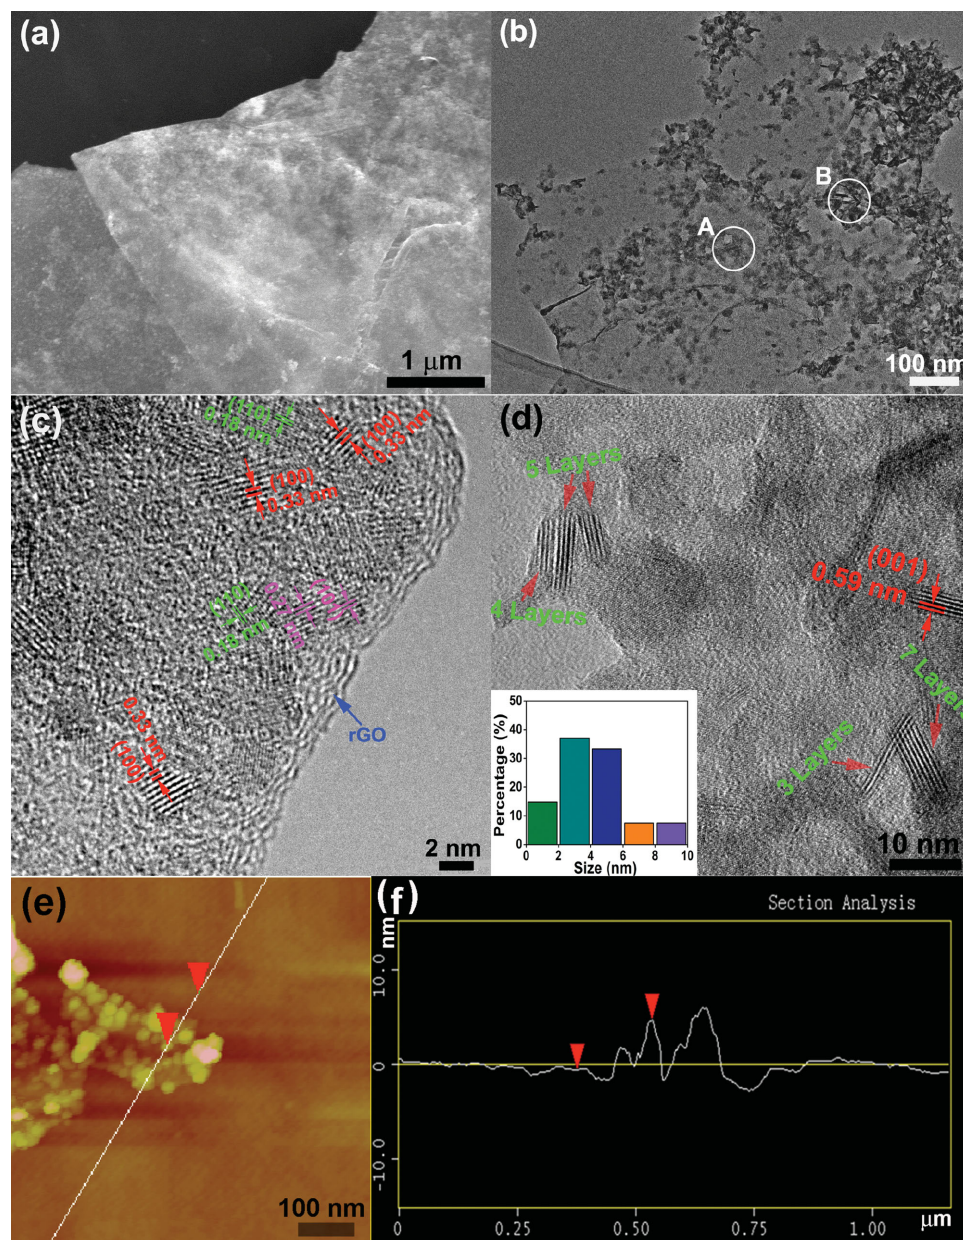 (a)
1 µm
(b)
A
B
100 nm
(c)
(110)
0.18 nm
(100)
0.33 nm
(100)
0.33 nm
(110)
0.18 nm
0.33 nm
(100)
rGO
2 nm
(d)
5 Layers
4 Layers
(001)
0.59 nm
7 Layers
3 Layers
10 nm
Percentage (%)
50
40
30
20
10
0
0 2 4 6 8 10
Size (nm)
(e)
100 nm
(f)
Section Analysis
nm
10.0
0
-10.0
0 0.25 0.50 0.75 1.00
µm